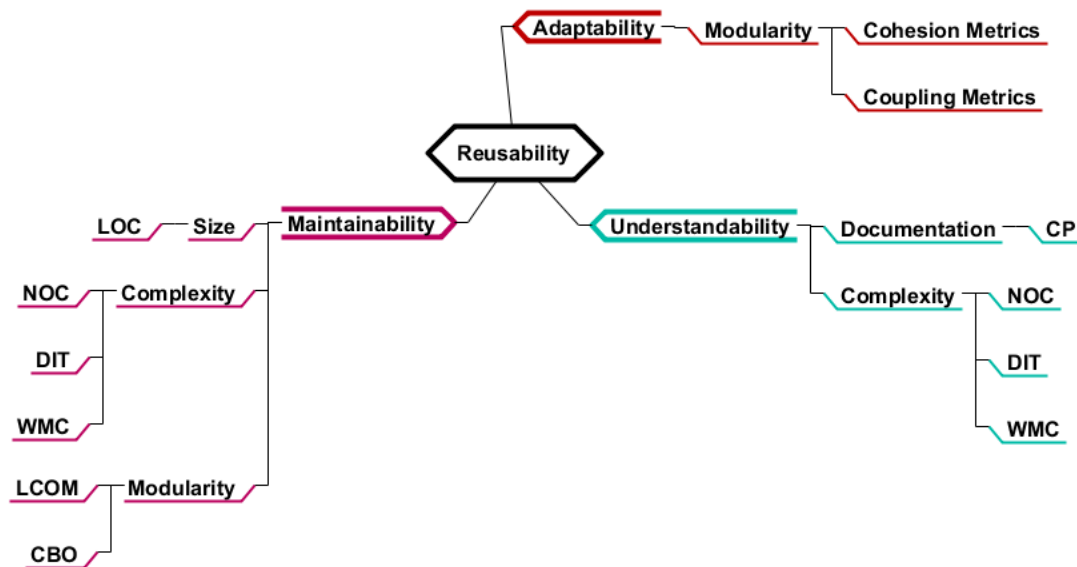 Adaptability
Modularity
Cohesion Metrics
Coupling Metrics
Reusability
LOC
Size
Maintainability
Understandability
Documentation
CP
NOC
Complexity
Complexity
NOC
DIT
DIT
WMC
WMC
LCOM
Modularity
CBO